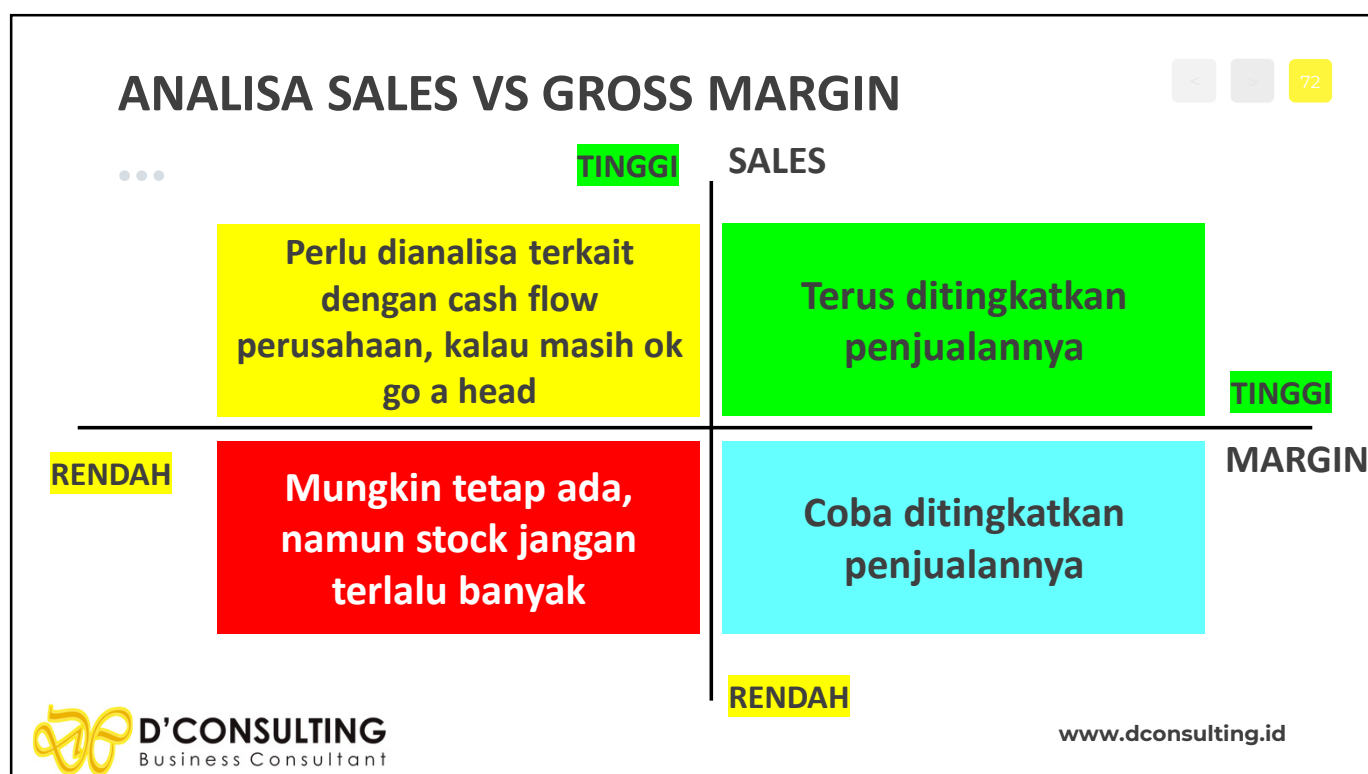 ANALISA SALES VS GROSS MARGIN
< > 72
TINGGI
SALES
Perlu dianalisa terkait
dengan cash flow
perusahaan, kalau masih ok
go a head
Terus ditingkatkan
penjualannya
TINGGI
MARGIN
RENDAH
Mungkin tetap ada,
namun stock jangan
terlalu banyak
Coba ditingkatkan
penjualannya
RENDAH
D'CONSULTING
Business Consultant
www.dconsulting.id